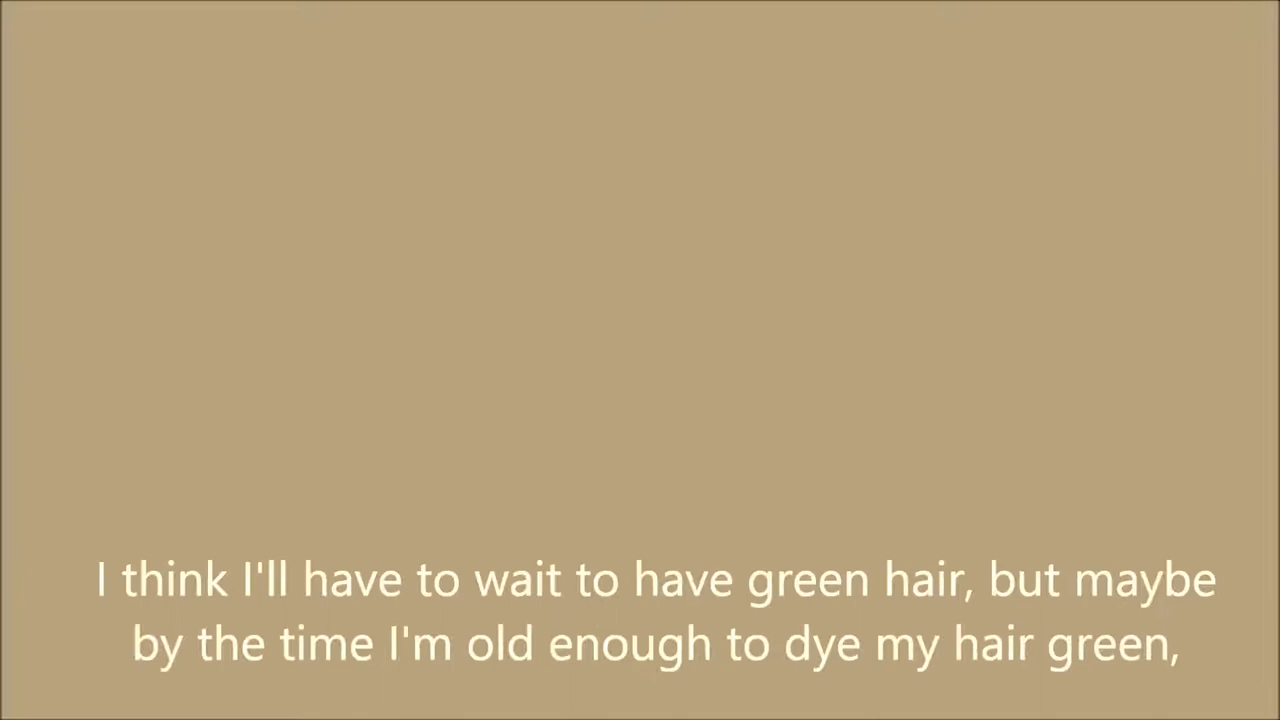 I think I'll have to wait to have green hair, but maybe
by the time I'm old enough to dye my hair green,